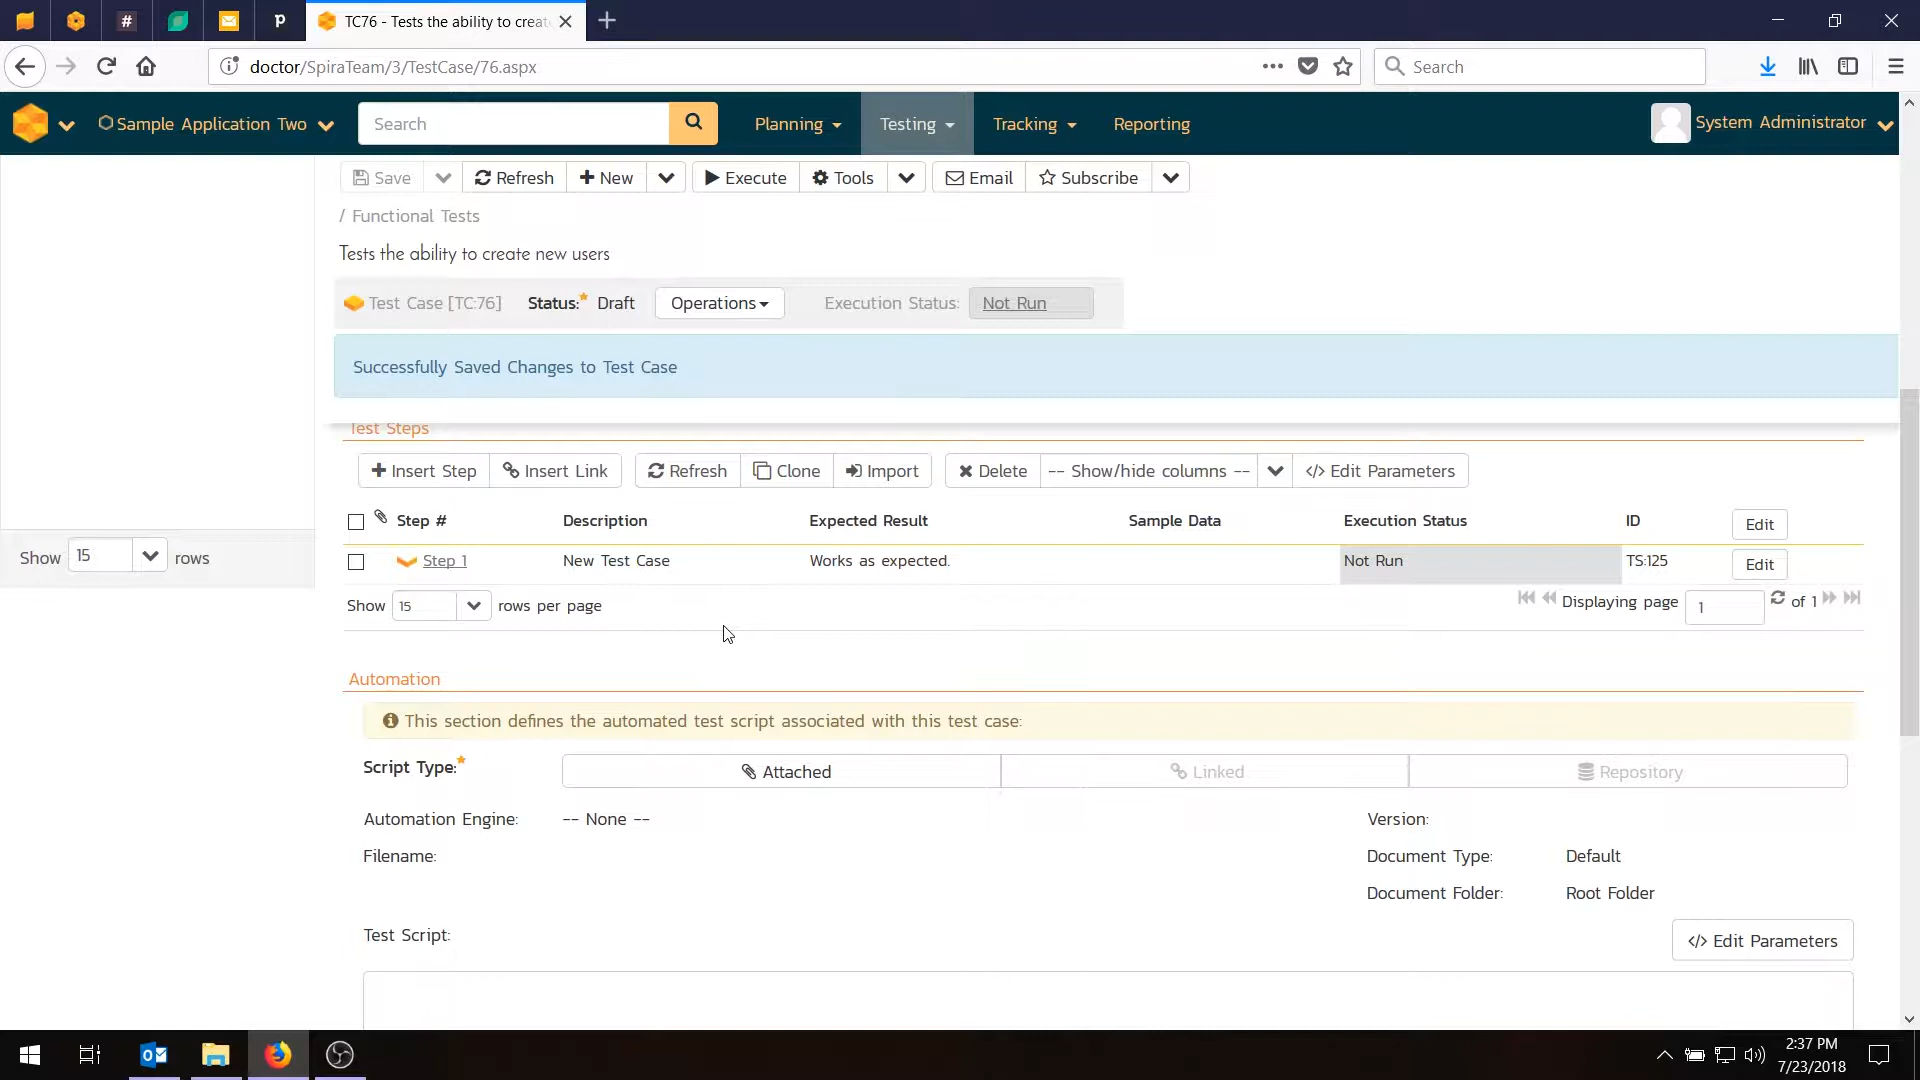 #
p
TC76 - Tests the ability to creat
doctor/SpiraTeam/3/TestCase/76.aspx
Search
Sample Application Two
Search
Planning
Testing
Tracking
Reporting
System Administrator
Save
Refresh
New
Execute
Tools
Email
Subscribe
/ Functional Tests
Tests the ability to create new users
Test Case [TC:76]
Status:*
Draft
Operations
Execution Status:
Not Run
Successfully Saved Changes to Test Case
Test Steps
Insert Step
Insert Link
Refresh
Clone
Import
Delete
-- Show/hide columns --
</> Edit Parameters
Step #
Description
Expected Result
Sample Data
Execution Status
ID
Edit
Step 1
New Test Case
Works as expected.
Not Run
TS:125
Edit
Show 15 rows
Show 15 rows per page
Displaying page 1 of 1
Automation
This section defines the automated test script associated with this test case:
Script Type:*
Attached
Linked
Repository
Automation Engine:
-- None --
Version:
Filename:
Document Type:
Default
Document Folder:
Root Folder
Test Script:
</> Edit Parameters
2:37 PM
7/23/2018